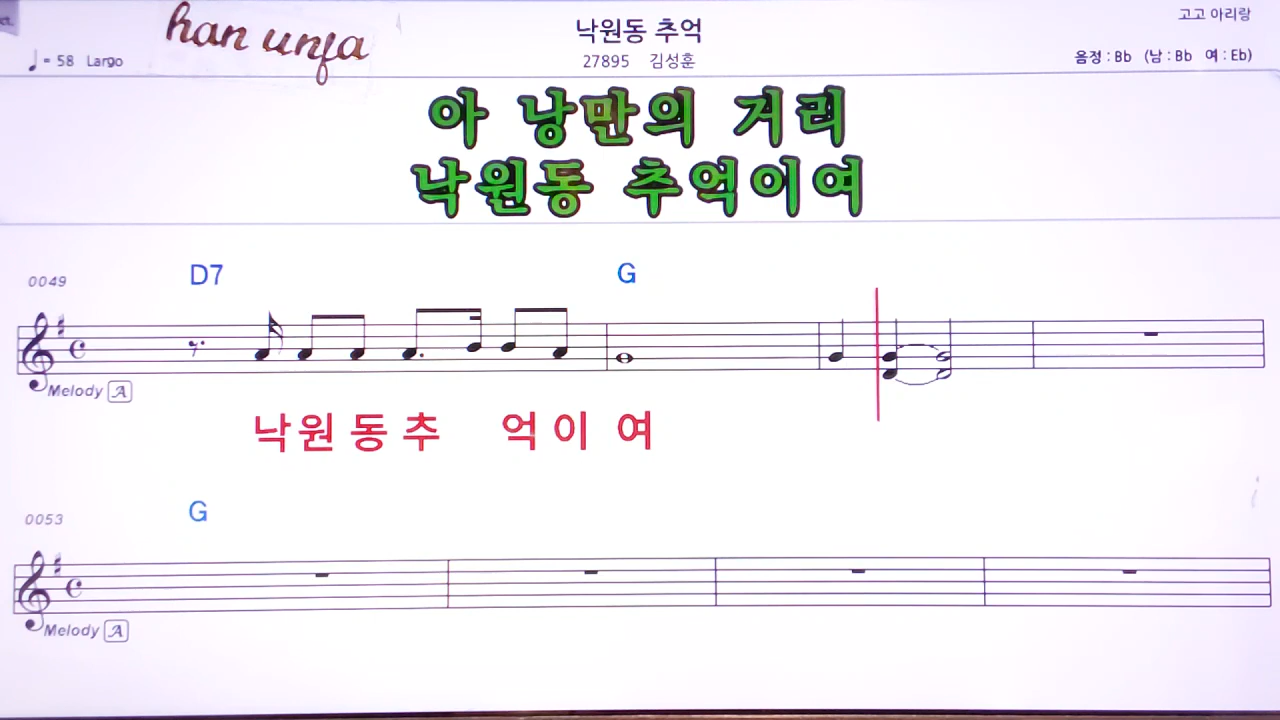 han unfa
낙원동 추억
고고 아리랑
♩ = 58 Largo
27895 김성훈
음정 : Bb (남 : Bb 여 : Eb)
아 낭만의 거리
낙원동 추억이여
0049 D7 G
Melody A
낙원 동 추 억 이 여
0053 G
Melody A